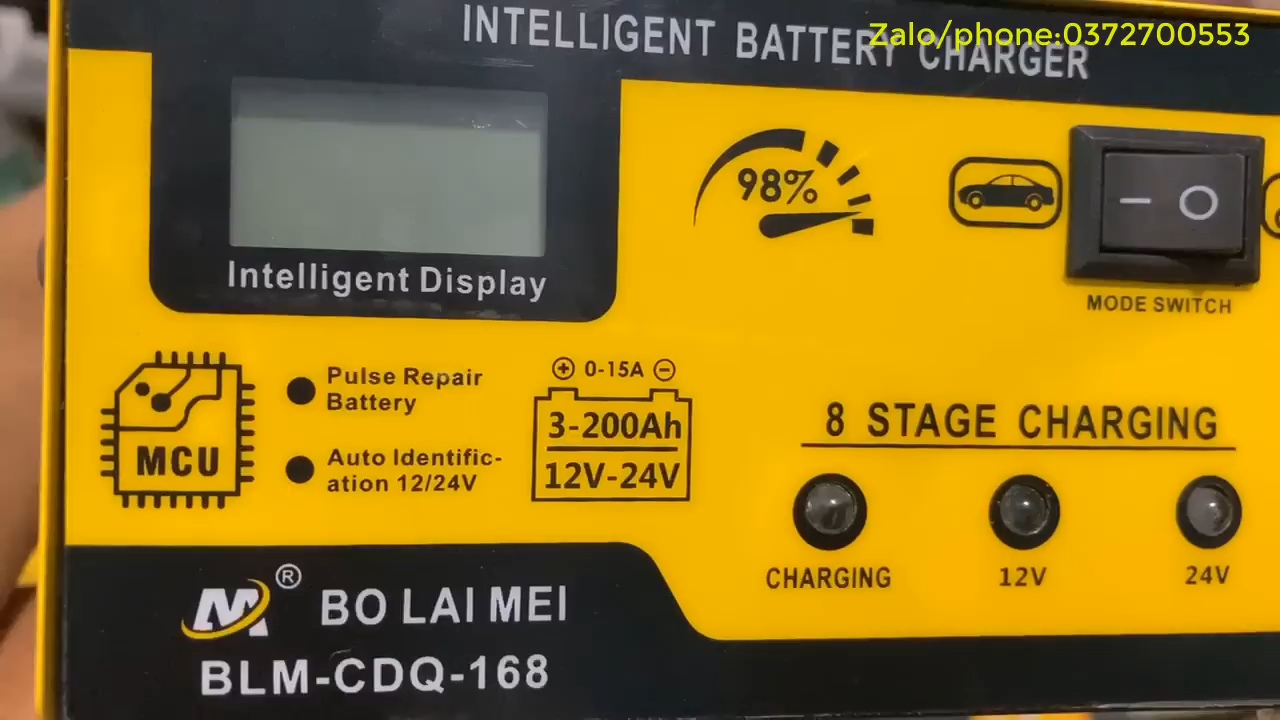 INTELLIGENT BATTERY CHARGER
Zalo/phone:0372700553
98%
Intelligent Display
MODE SWITCH
MCU
Pulse Repair
Battery
Auto Identific-
ation 12/24V
⊕ 0-15A ⊖
3-200Ah
12V-24V
8 STAGE CHARGING
CHARGING
12V
24V
M® BO LAI MEI
BLM-CDQ-168